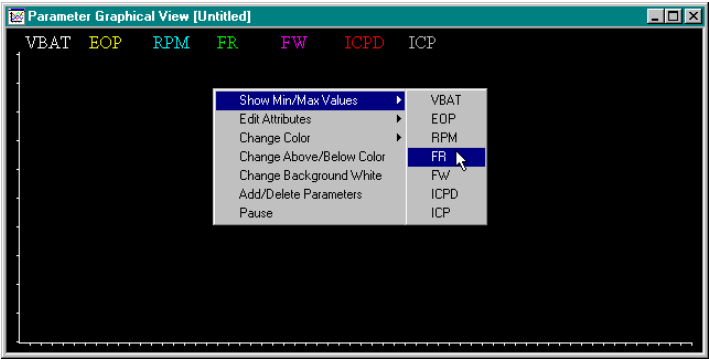 Parameter Graphical View [Untitled]
VBAT EOP RPM FR FW ICPD ICP
Show Min/Max Values
Edit Attributes
Change Color
Change Above/Below Color
Change Background White
Add/Delete Parameters
Pause
VBAT
EOP
RPM
FR
FW
ICPD
ICP